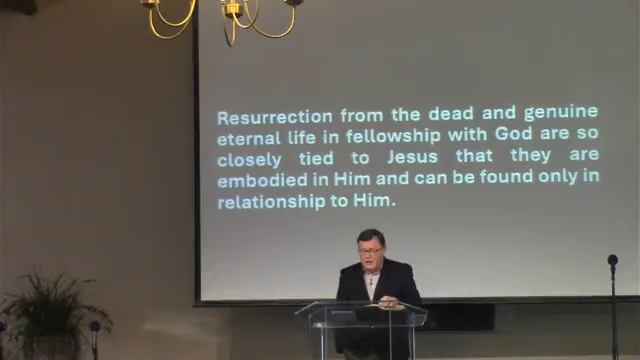 Resurrection from the dead and genuine
eternal life in fellowship with God are so
closely tied to Jesus that they are
embodied in Him and can be found only in
relationship to Him.